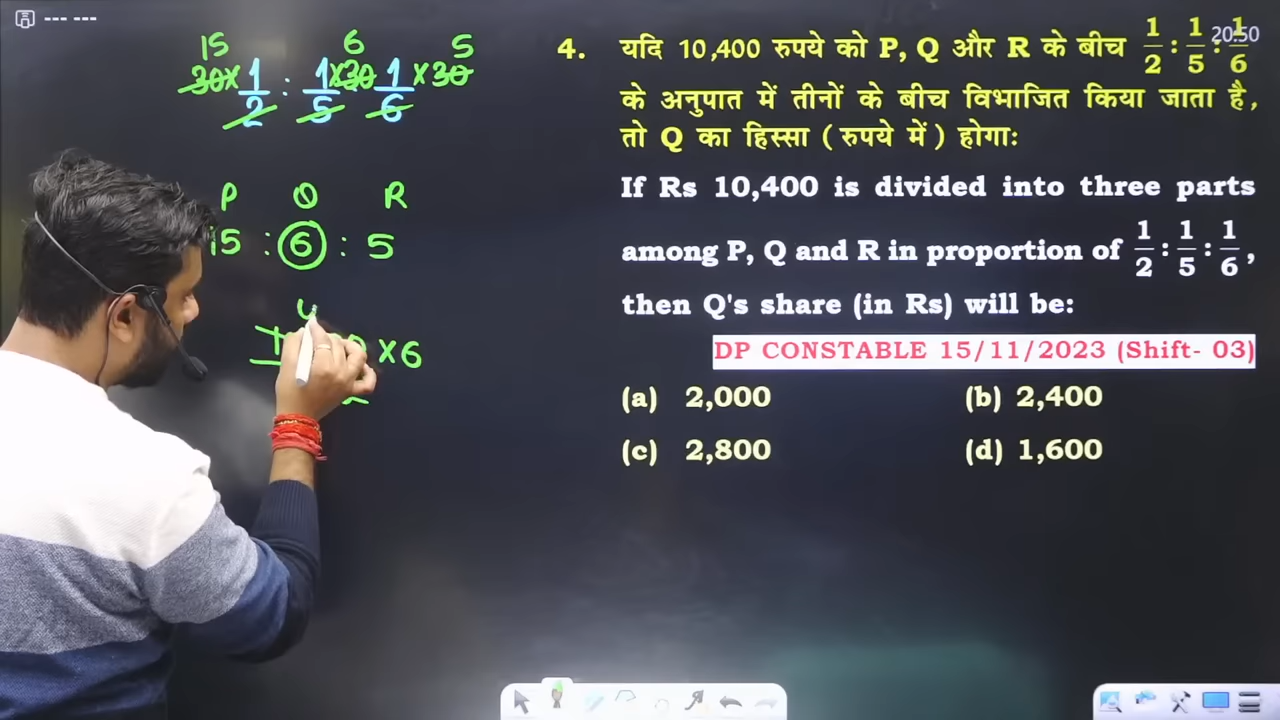 15 6 5
30× 1/2 : 1/5 ×30 1/6 ×30
P Q R
15 : 6 : 5
4
×6
20:50
4. यदि 10,400 रुपये को P, Q और R के बीच 1/2 : 1/5 : 1/6
के अनुपात में तीनों के बीच विभाजित किया जाता है,
तो Q का हिस्सा ( रुपये में ) होगाः
If Rs 10,400 is divided into three parts
among P, Q and R in proportion of 1/2 : 1/5 : 1/6 ,
then Q's share (in Rs) will be:
DP CONSTABLE 15/11/2023 (Shift- 03)
(a) 2,000 (b) 2,400
(c) 2,800 (d) 1,600